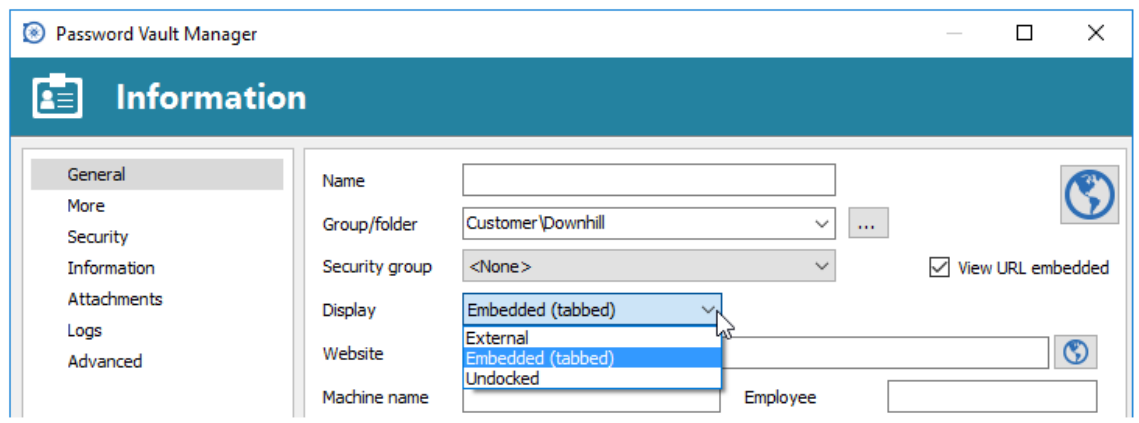 Password Vault Manager
Information
General
More
Security
Information
Attachments
Logs
Advanced
Name
Group/folder Customer\Downhill ...
Security group <None> View URL embedded
Display Embedded (tabbed)
External
Website Embedded (tabbed)
Undocked
Machine name Employee